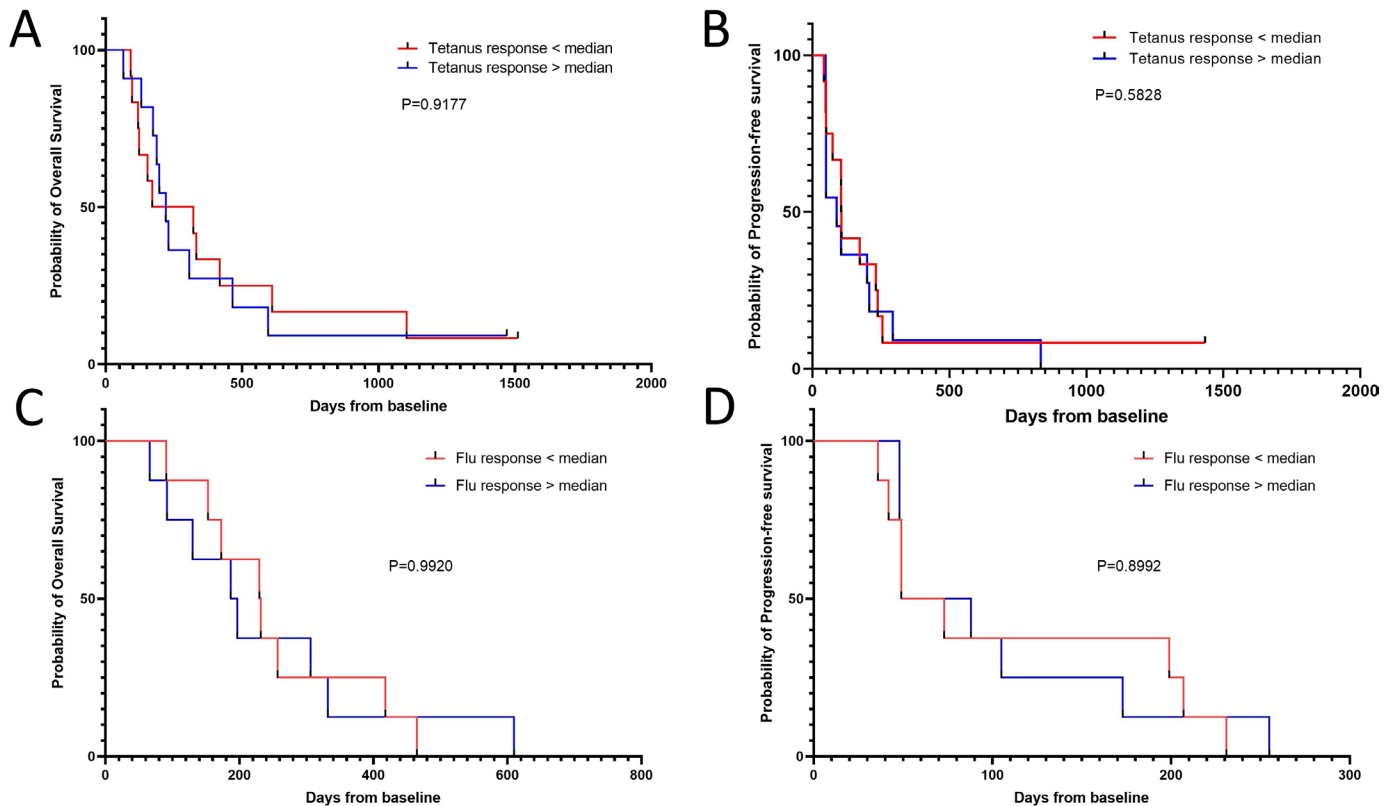 A
Probability of Overall Survival
100
50
0
Tetanus response < median
Tetanus response > median
P=0.9177
0 500 1000 1500 2000
Days from baseline
B
Probability of Progression-free survival
100
50
0
Tetanus response < median
Tetanus response > median
P=0.5828
0 500 1000 1500 2000
Days from baseline
C
Probability of Overall Survival
100
50
0
Flu response < median
Flu response > median
P=0.9920
0 200 400 600 800
Days from baseline
D
Probability of Progression-free survival
100
50
0
Flu response < median
Flu response > median
P=0.8992
0 100 200 300
Days from baseline